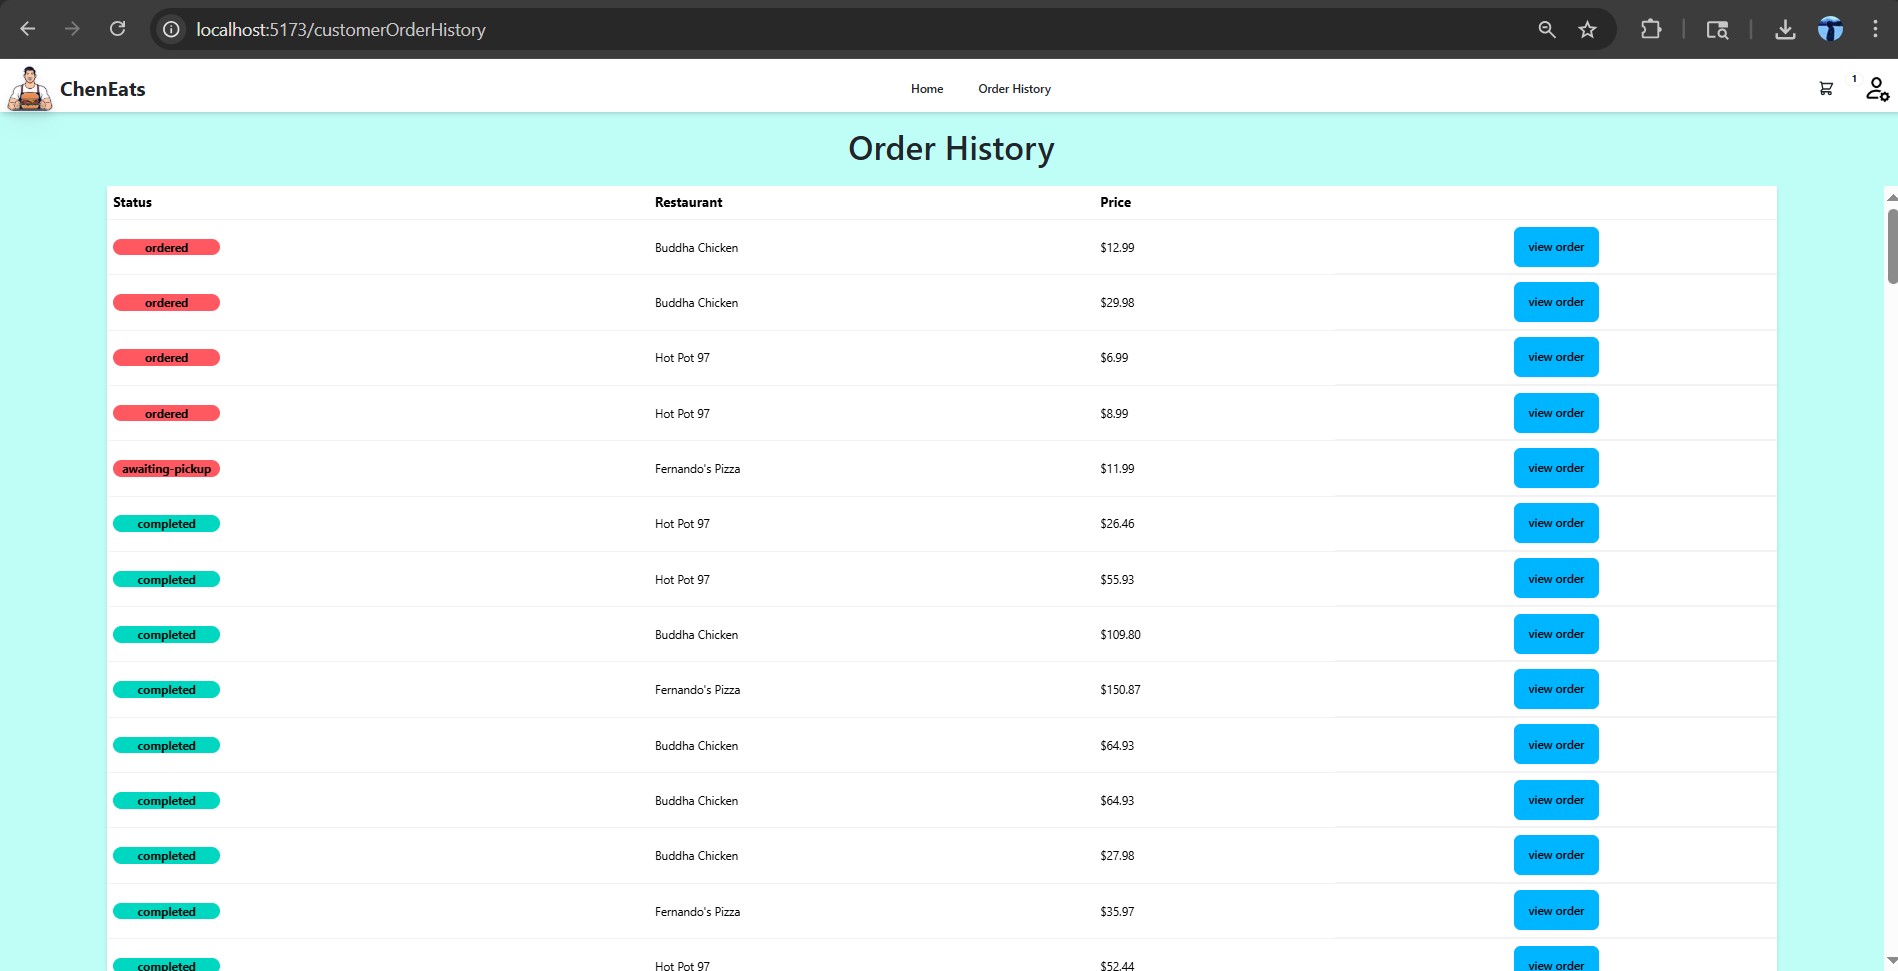 localhost:5173/customerOrderHistory
ChenEats Home Order History 1
Order History
Status Restaurant Price
ordered Buddha Chicken $12.99 view order
ordered Buddha Chicken $29.98 view order
ordered Hot Pot 97 $6.99 view order
ordered Hot Pot 97 $8.99 view order
awaiting-pickup Fernando's Pizza $11.99 view order
completed Hot Pot 97 $26.46 view order
completed Hot Pot 97 $55.93 view order
completed Buddha Chicken $109.80 view order
completed Fernando's Pizza $150.87 view order
completed Buddha Chicken $64.93 view order
completed Buddha Chicken $64.93 view order
completed Buddha Chicken $27.98 view order
completed Fernando's Pizza $35.97 view order
completed Hot Pot 97 $52.44 view order